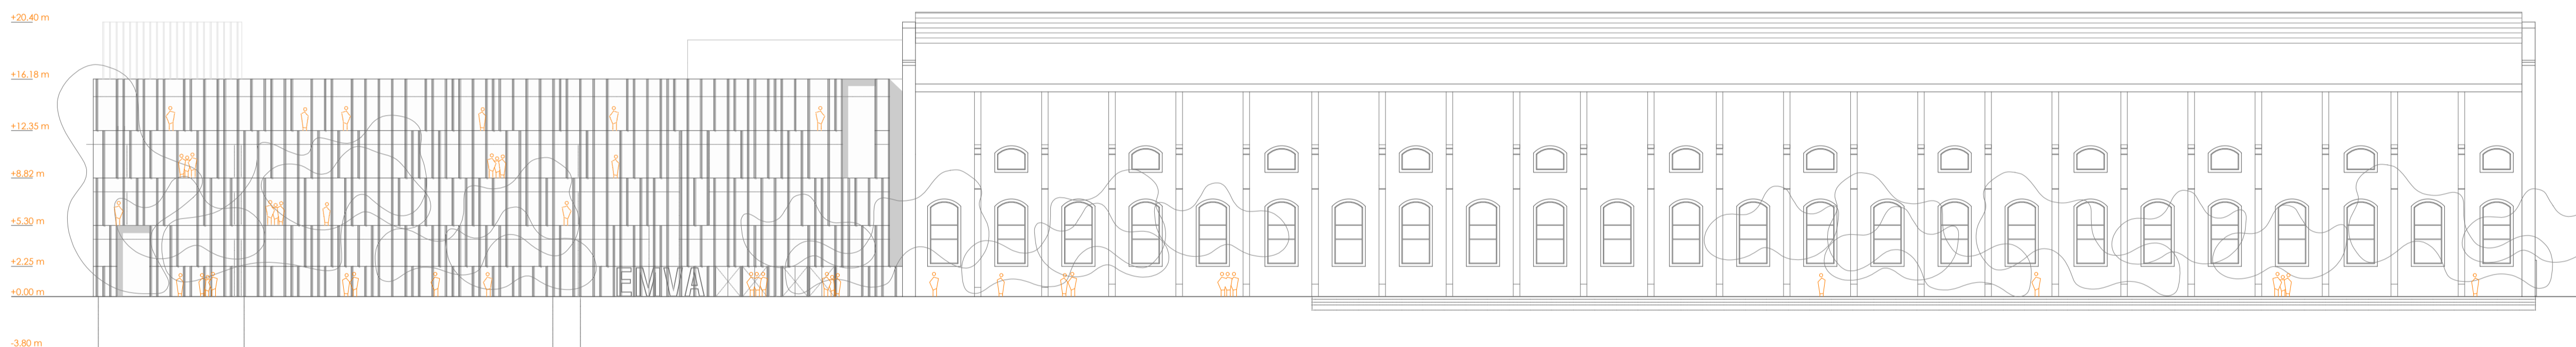 +20.40 m
+16.18 m
+12.35 m
+8.82 m
+5.30 m
+2.25 m
EMVA
+0.00 m
-3.80 m